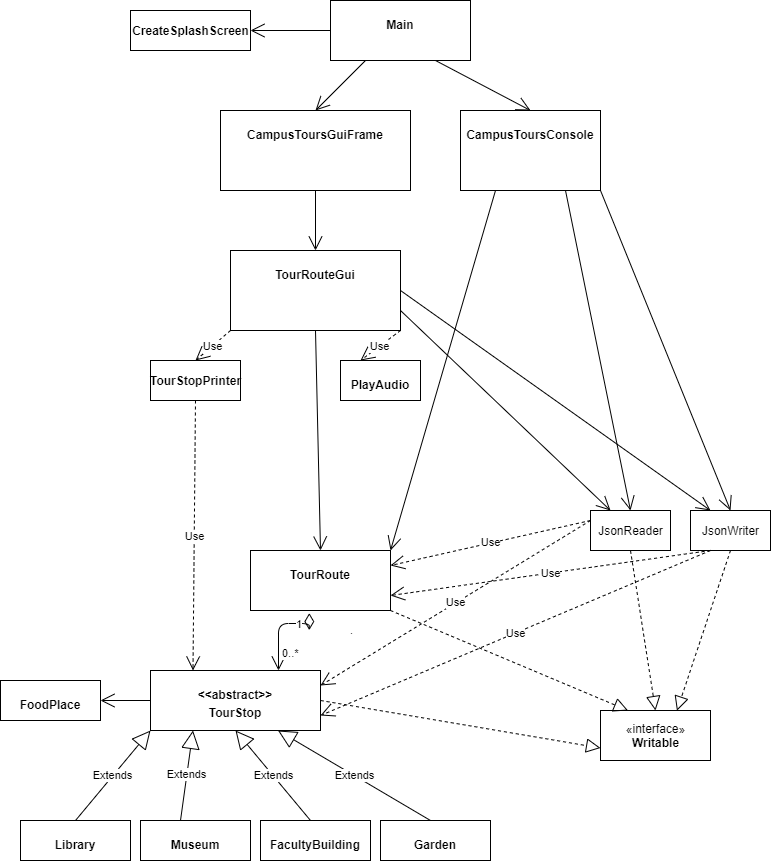 Main
CreateSplashScreen
CampusToursGuiFrame
CampusToursConsole
TourRouteGui
Use
Use
TourStopPrinter
PlayAudio
JsonReader
JsonWriter
Use
Use
Use
TourRoute
Use
Use
1
0..*
Use
<<abstract>>
TourStop
FoodPlace
«interface»
Writable
Extends
Extends
Extends
Extends
Library
Museum
FacultyBuilding
Garden